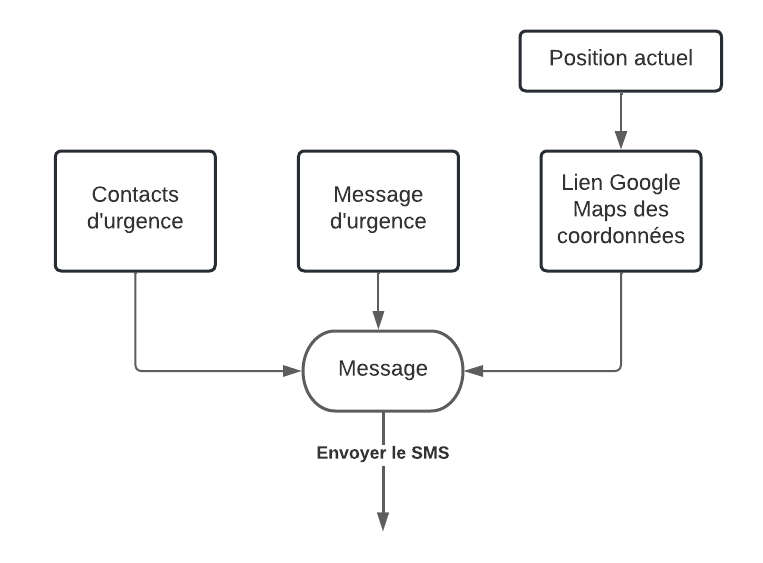 Position actuel
Contacts
d'urgence
Message
d'urgence
Lien Google
Maps des
coordonnées
Message
Envoyer le SMS